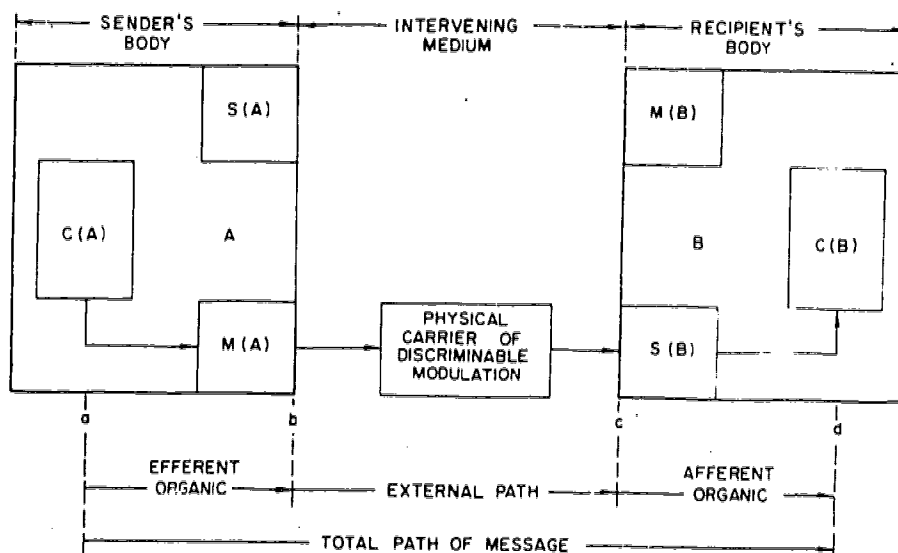 SENDER'S
BODY
INTERVENING
MEDIUM
RECIPIENT'S
BODY
S(A)
M(B)
C(A)
A
B
C(B)
M(A)
PHYSICAL
CARRIER OF
DISCRIMINABLE
MODULATION
S(B)
a
b
c
d
EFFERENT
ORGANIC
EXTERNAL PATH
AFFERENT
ORGANIC
TOTAL PATH OF MESSAGE